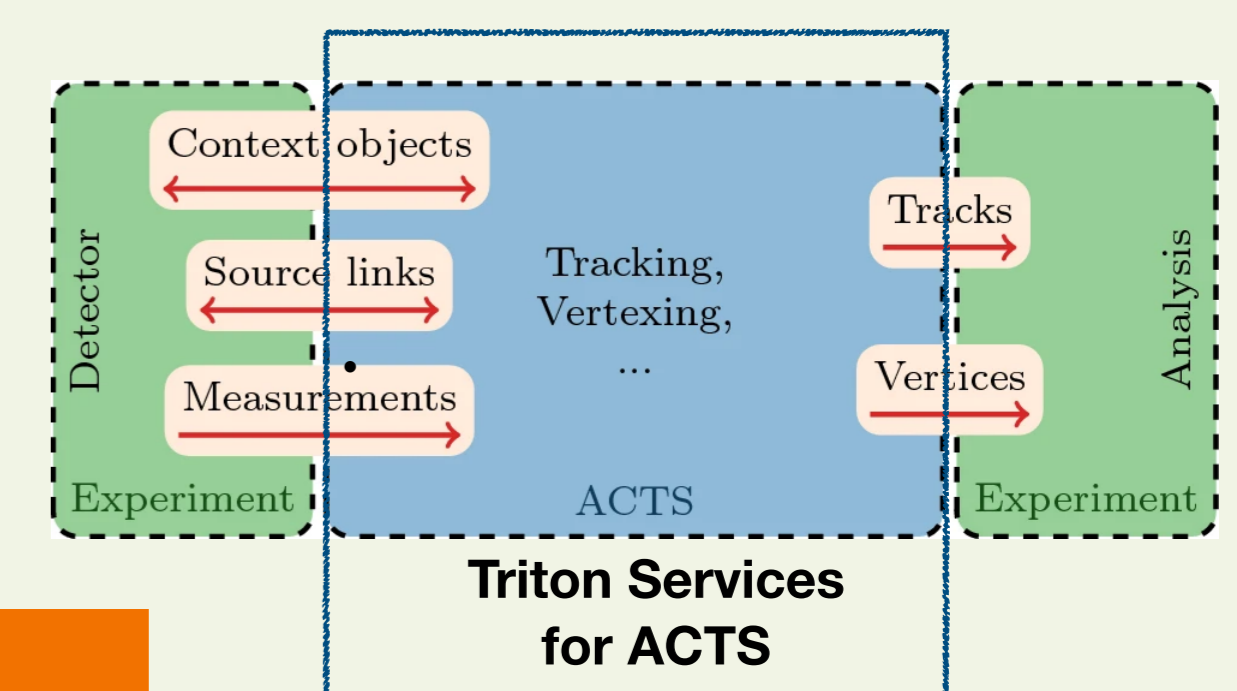 Detector
Context objects
Source links
Measurements
Experiment
Tracking,
Vertexing,
...
ACTS
Tracks
Vertices
Analysis
Experiment
Triton Services
for ACTS